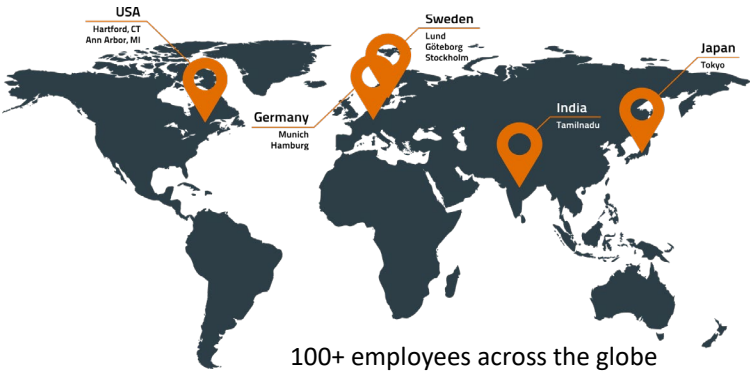 USA
Hartford, CT
Ann Arbor, MI
Sweden
Lund
Göteborg
Stockholm
Japan
Tokyo
Germany
Munich
Hamburg
India
Tamilnadu
100+ employees across the globe